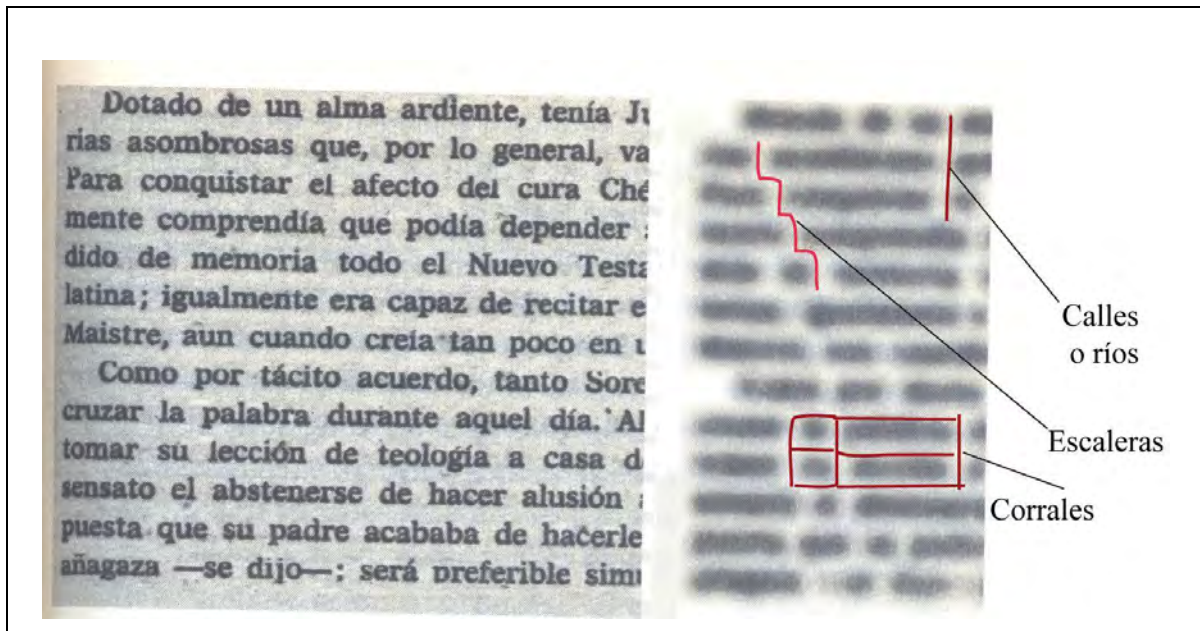 Dotado de un alma ardiente, tenía Ju
rias asombrosas que, por lo general, va
Para conquistar el afecto del cura Ché
mente comprendía que podía depender
dido de memoria todo el Nuevo Testa
latina; igualmente era capaz de recitar e
Maistre, aun cuando creía tan poco en
Como por tácito acuerdo, tanto Sore
cruzar la palabra durante aquel día. Al
tomar su lección de teología a casa d
sensato el abstenerse de hacer alusión
puesta que su padre acababa de hacerle
añagaza —se dijo—: será preferible simu
Calles
o ríos
Escaleras
Corrales